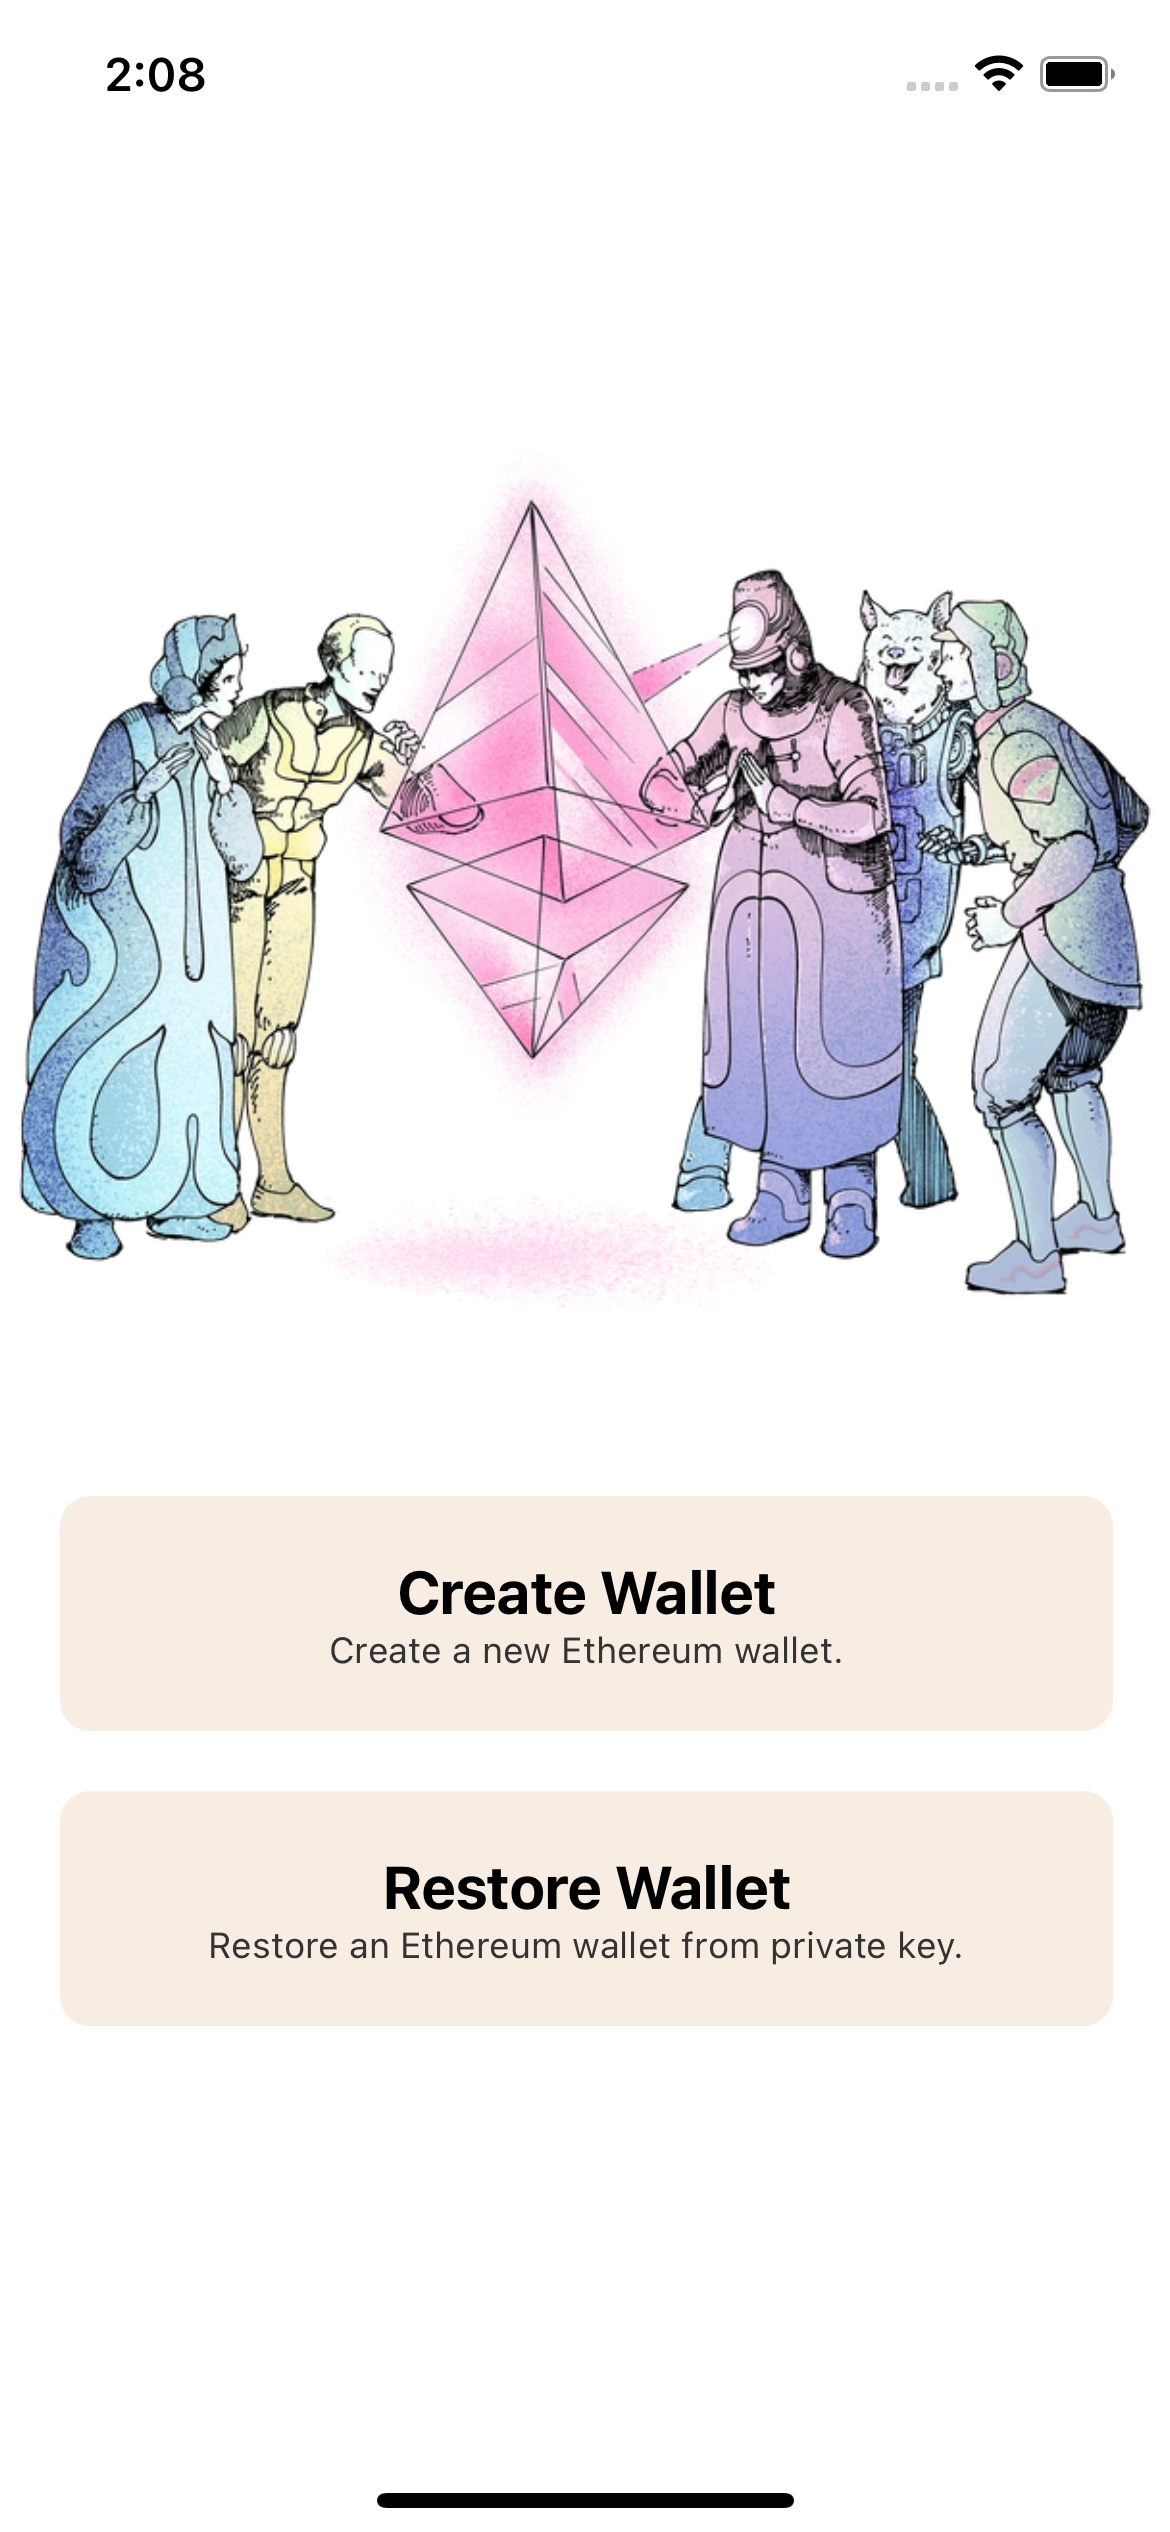 2:08
Create Wallet
Create a new Ethereum wallet.
Restore Wallet
Restore an Ethereum wallet from private key.